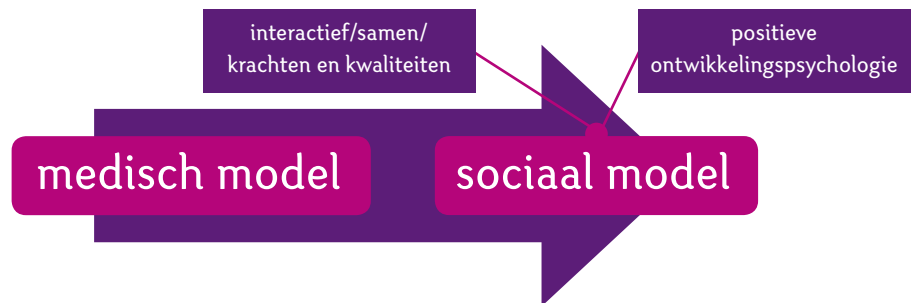 interactief/samen/
krachten en kwaliteiten
positieve
ontwikkelingspsychologie
medisch model
sociaal model